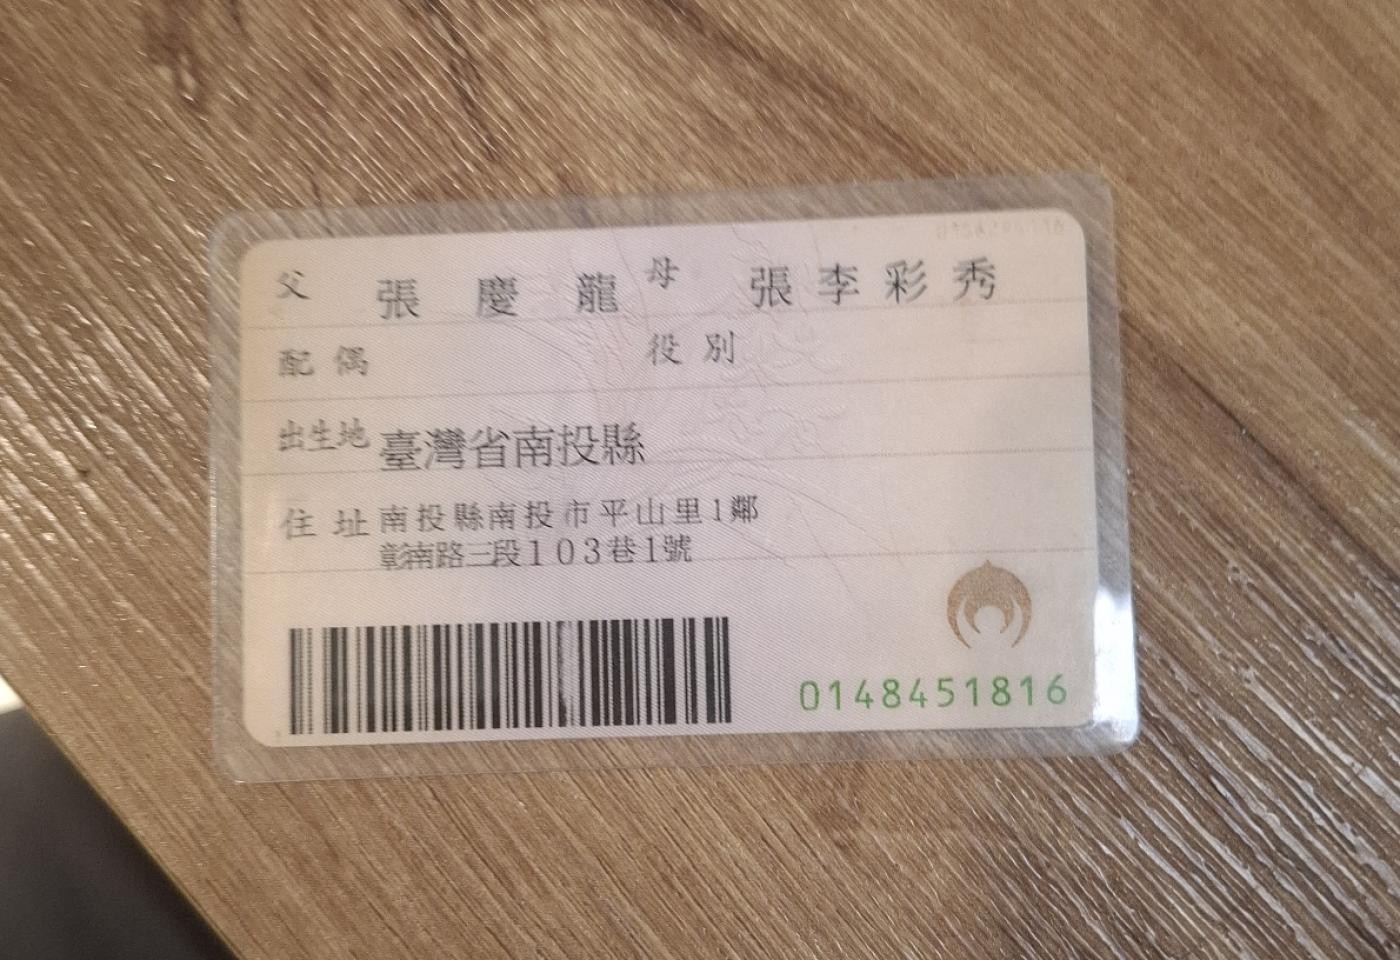 父 張慶龍 母 張李彩秀
配偶 役別
出生地 臺灣省南投縣
住址 南投縣南投市平山里1鄰
彰南路三段103巷1號
0148451816